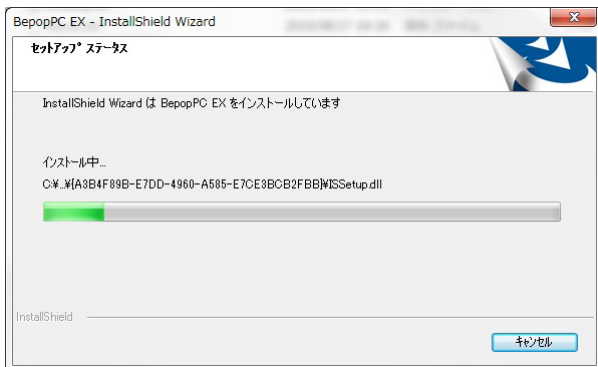 BepopPC EX - InstallShield Wizard
セットアップ ステータス
InstallShield Wizard は BepopPC EX をインストールしています
インストール中...
C:¥...¥{A3B4F89B-E7DD-4960-A585-E7CE3BCB2FBB}¥ISSetup.dll
InstallShield
キャンセル